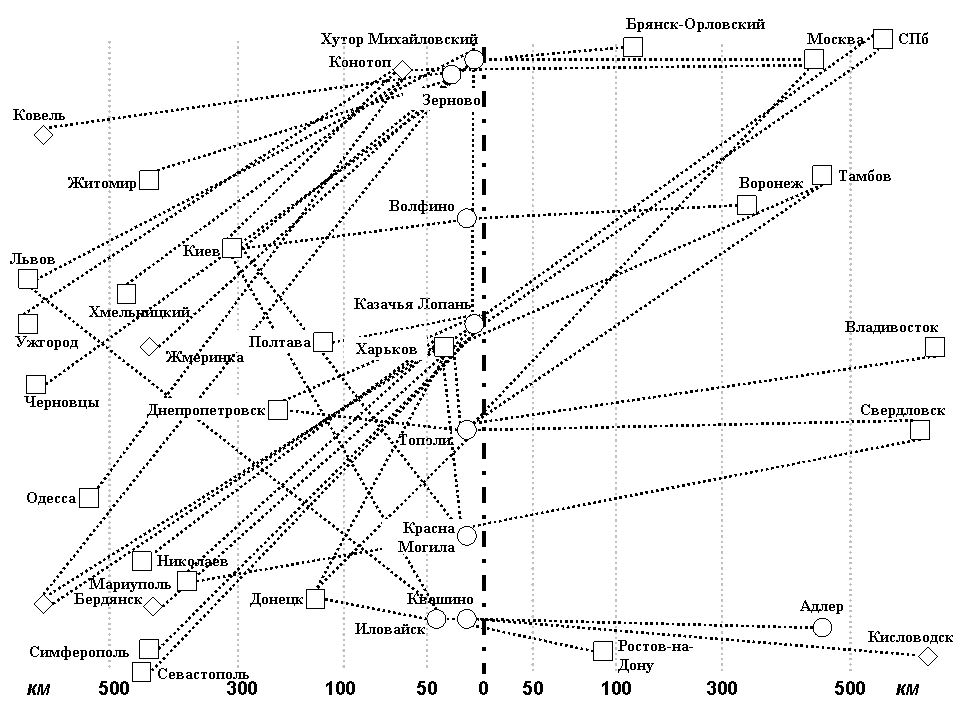 Брянск-Орловский
Хутор Михайловский
Москва
СПб
Конотоп
Зерново
Ковель
Житомир
Тамбов
Воронеж
Волфино
Киев
Львов
Казачья Лопань
Хмельницкий
Владивосток
Ужгород
Полтава
Харьков
Жмеринка
Черновцы
Днепропетровск
Свердловск
Тополи
Одесса
Красна
Могила
Николаев
Мариуполь
Бердянск
Донецк
Квашино
Адлер
Иловайск
Кисловодск
Ростов-на-
Дону
Симферополь
Севастополь
км 500 300 100 50 0 50 100 300 500 км